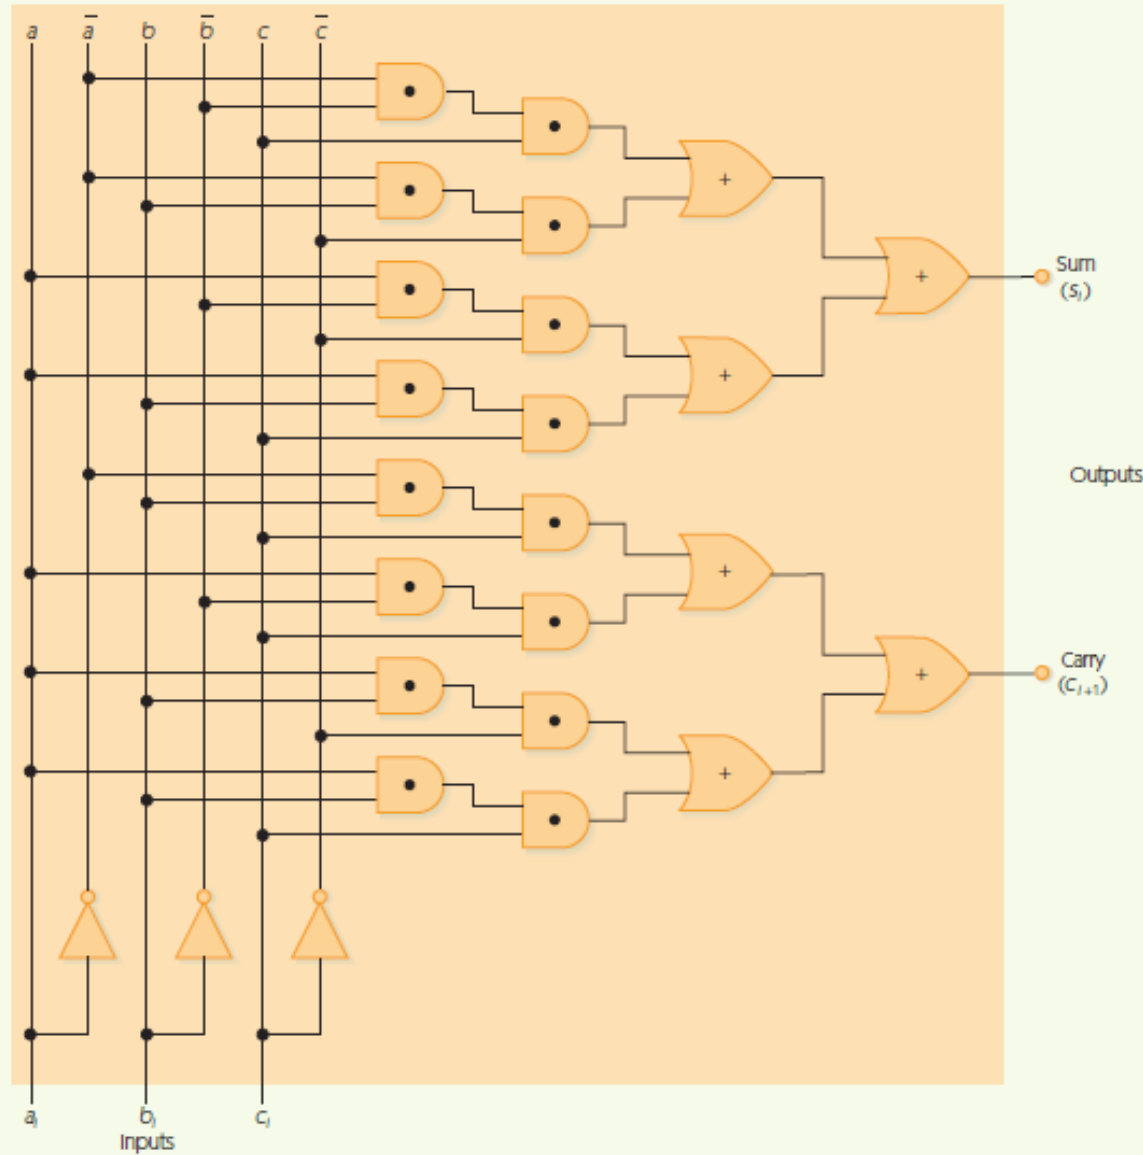 a a̅ b b̅ c c̅
+
+
Sum
(sᵢ)
+
+
Outputs
+
Carry
(cᵢ₊₁)
+
+
aᵢ bᵢ cᵢ
Inputs